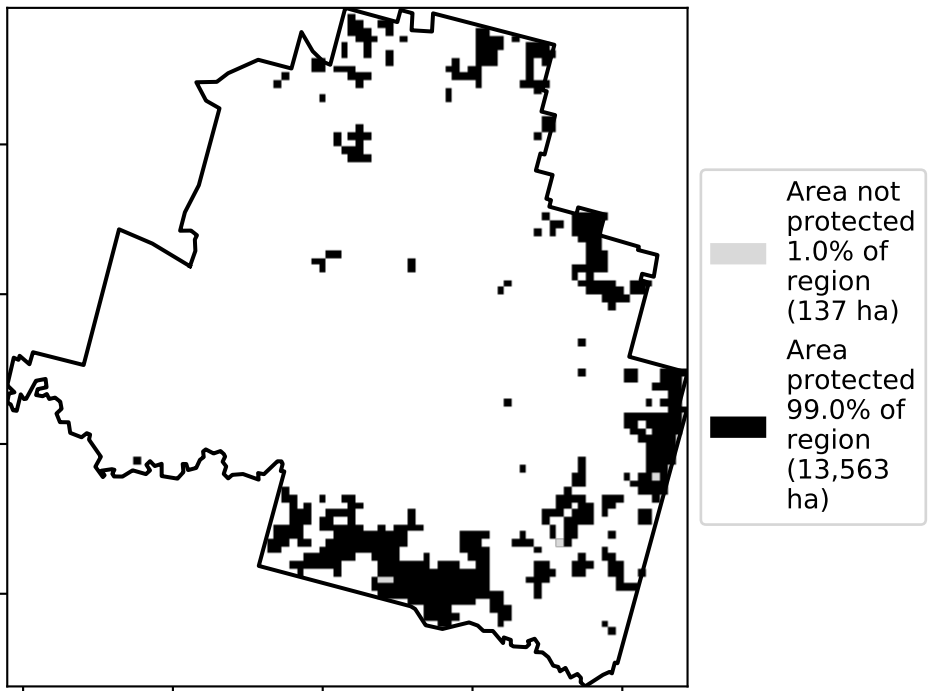 Area not
protected
1.0% of
region
(137 ha)
Area
protected
99.0% of
region
(13,563
ha)